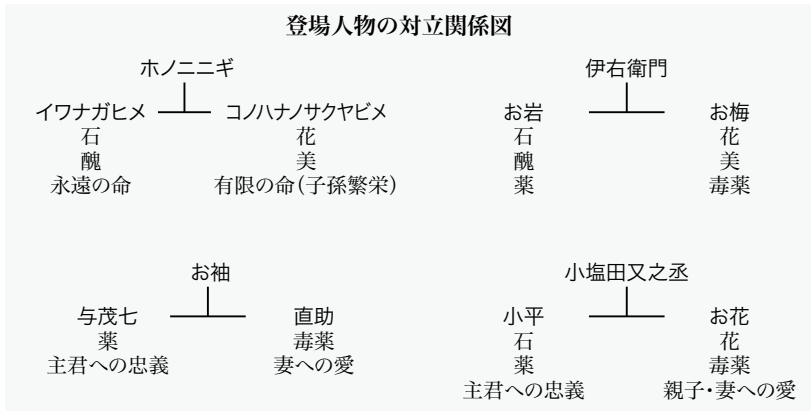 登場人物の対立関係図
ホノニニギ
イワナガヒメ コノハナノサクヤビメ
石 花
醜 美
永遠の命 有限の命(子孫繁栄)
伊右衛門
お岩 お梅
石 花
醜 美
薬 毒薬
お袖
与茂七 直助
薬 毒薬
主君への忠義 妻への愛
小塩田又之丞
小平 お花
石 花
薬 毒薬
主君への忠義 親子・妻への愛